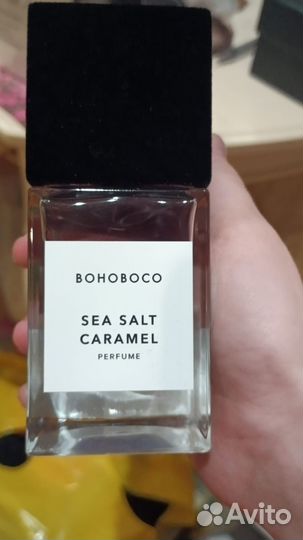 BOHOBOCO
SEA SALT
CARAMEL
PERFUME
Avito